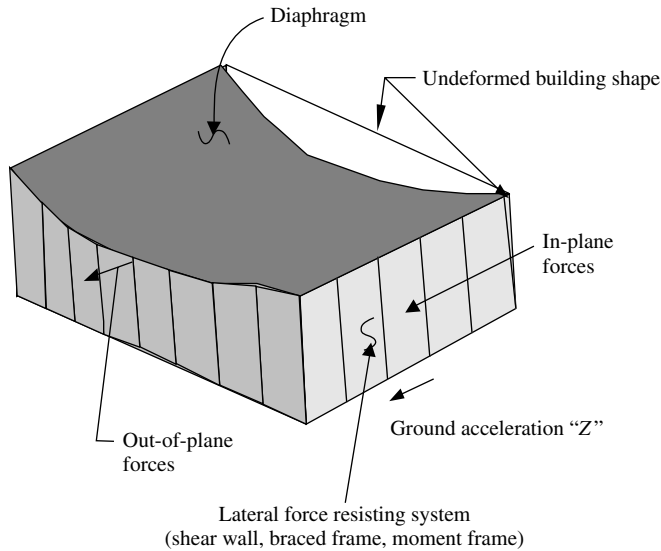 Diaphragm
Undeformed building shape
In-plane
forces
Ground acceleration “Z”
Out-of-plane
forces
Lateral force resisting system
(shear wall, braced frame, moment frame)